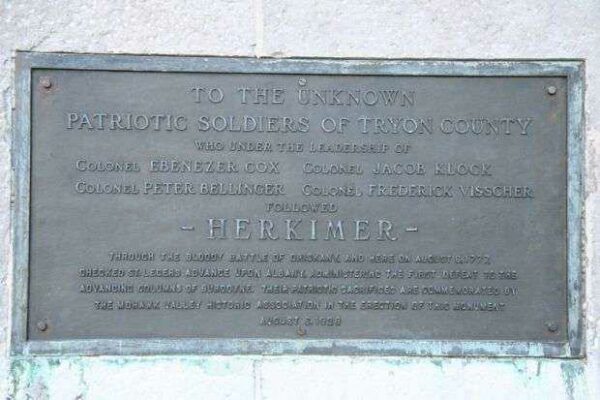 TO THE UNKNOWN
PATRIOTIC SOLDIERS OF TRYON COUNTY
WHO UNDER THE LEADERSHIP OF
COLONEL EBENEZER COX COLONEL JACOB KLOCK
COLONEL PETER BELLINGER COLONEL FREDERICK VISSCHER
FOLLOWED
- HERKIMER -
THROUGH THE BLOODY BATTLE OF ORISKANY, AND HERE ON AUGUST 6, 1777,
CHECKED ST. LEGERS ADVANCE UPON ALBANY, ADMINISTERING THE FIRST DEFEAT TO THE
ADVANCING COLUMNS OF BURGOYNE. THEIR PATRIOTIC SACRIFICES ARE COMMEMORATED BY
THE MOHAWK VALLEY HISTORIC ASSOCIATION IN THE ERECTION OF THIS MONUMENT
AUGUST 6, 1928